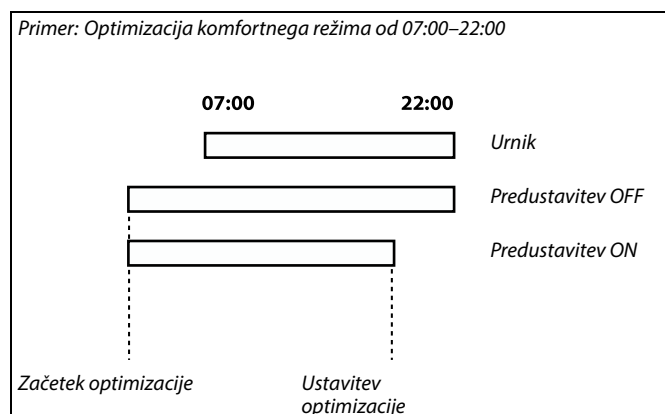 Primer: Optimizacija komfortnega režima od 07:00–22:00
07:00 22:00
Urnik
Predustavitev OFF
Predustavitev ON
Začetek optimizacije
Ustavitev
optimizacije